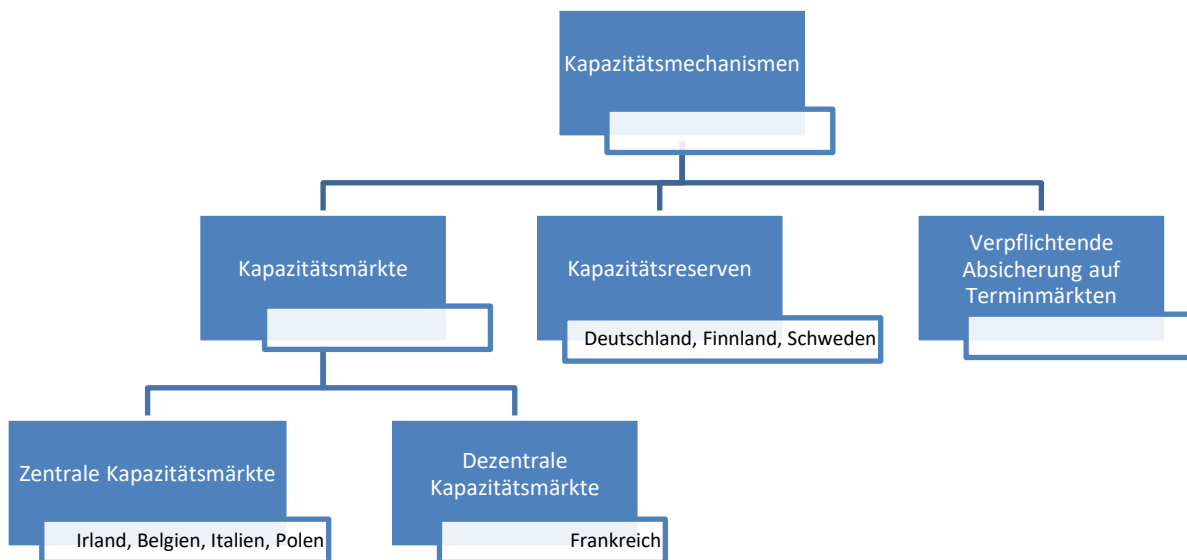 Kapazitätsmechanismen
Kapazitätsmärkte
Kapazitätsreserven
Verpflichtende
Absicherung auf
Terminmärkten
Deutschland, Finnland, Schweden
Zentrale Kapazitätsmärkte
Dezentrale
Kapazitätsmärkte
Irland, Belgien, Italien, Polen
Frankreich